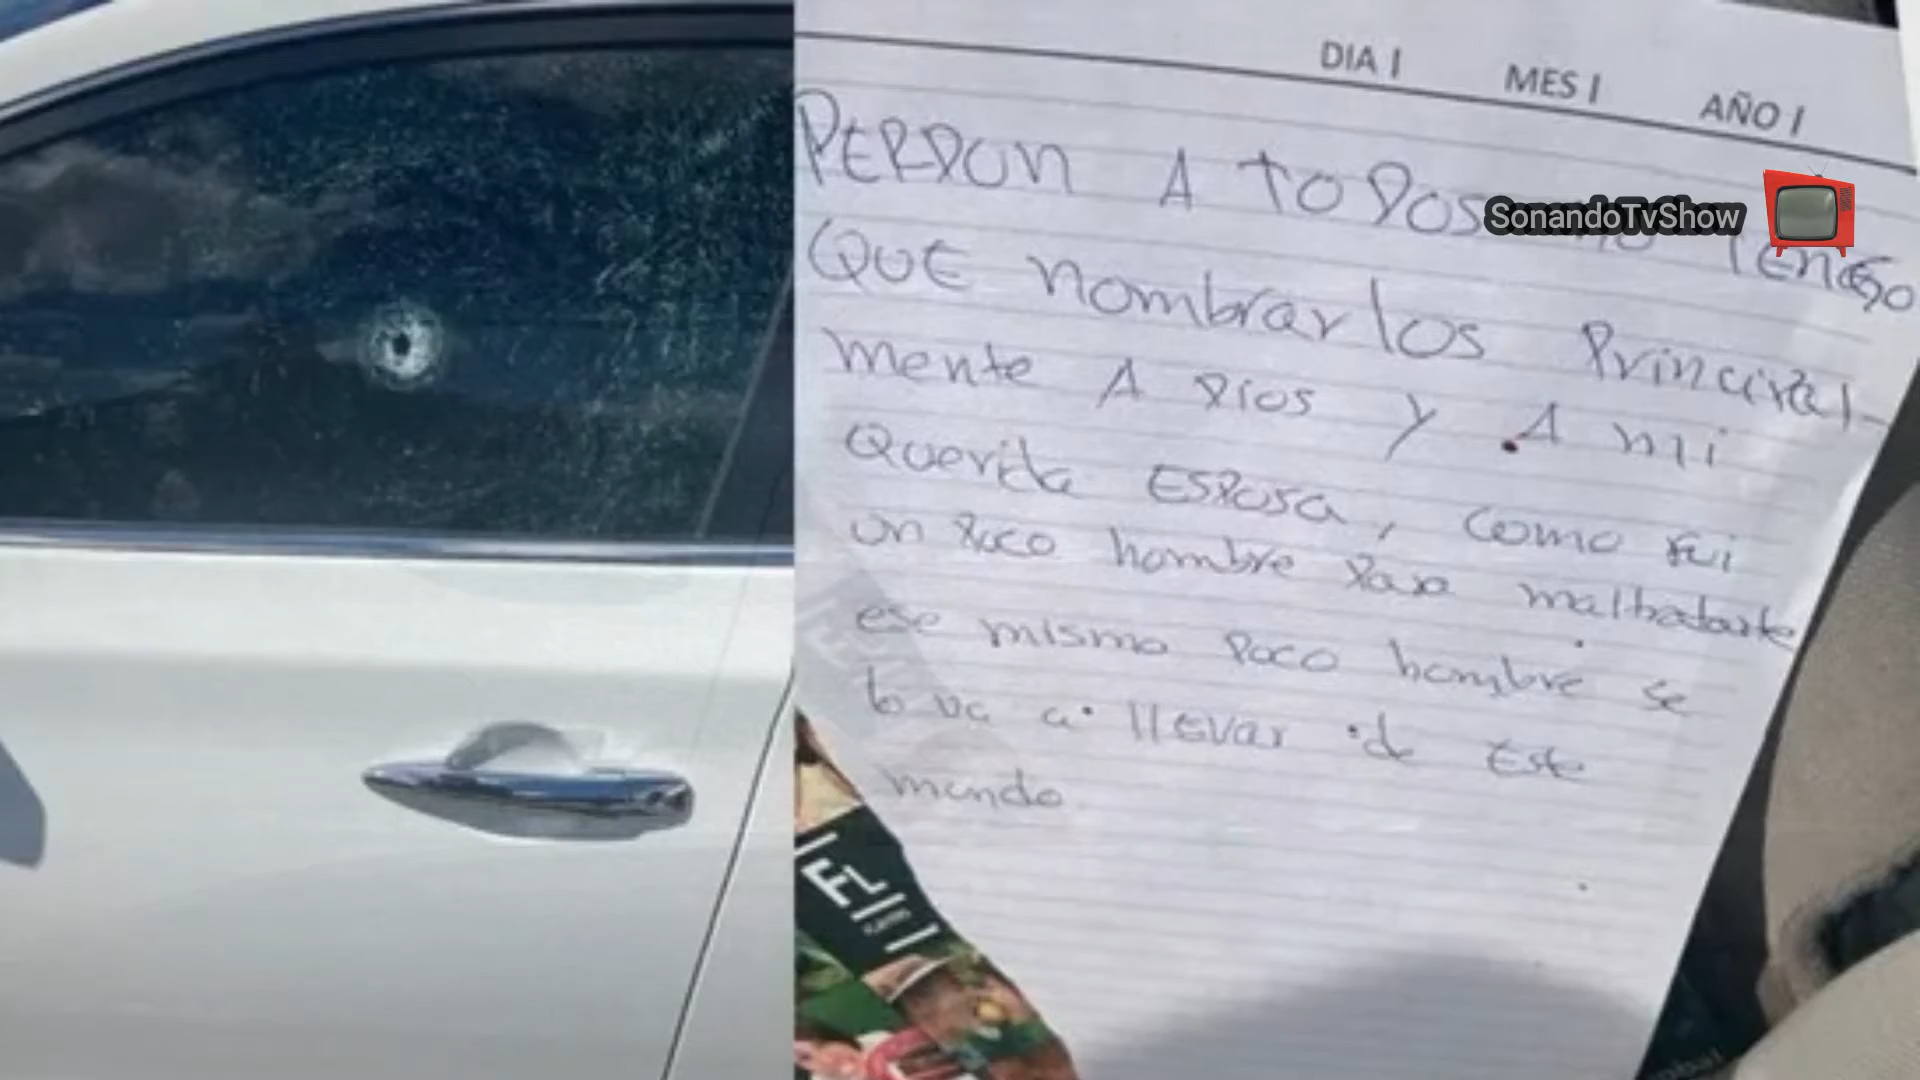 DIA | MES | AÑO |
PERDON A TODOS TENGO
SonandoTvShow
QUE nombrarlos Principal-
mente A Dios Y A mi
Querida ESPOSA, como fui
un Poco hombre Para maltratarte
ese mismo Poco hombre se
lo va a llevar de Este
mundo